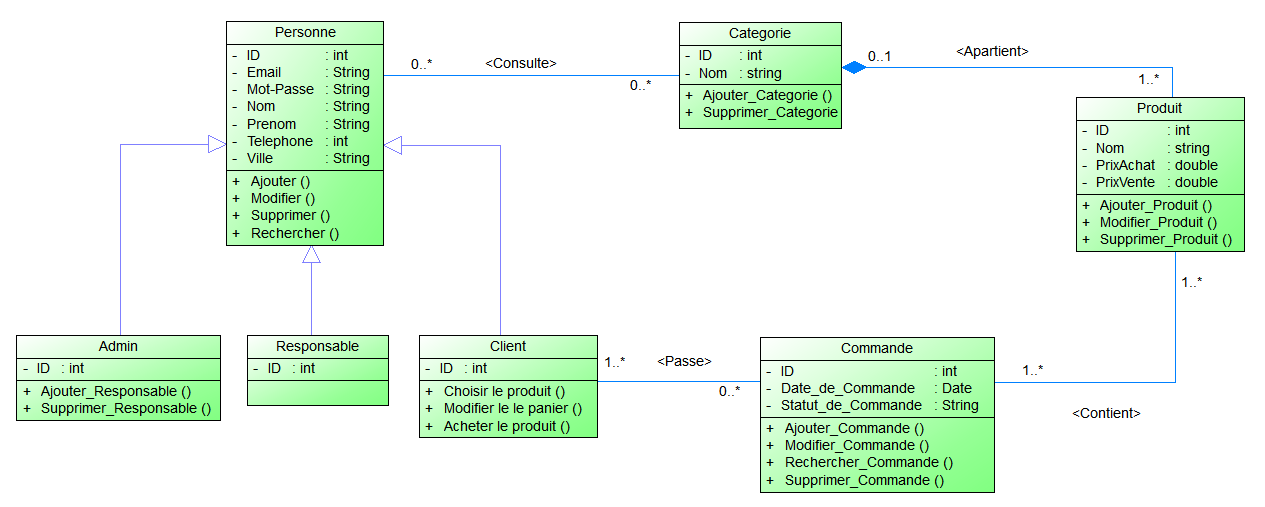 Personne
- ID : int
- Email : String
- Mot-Passe : String
- Nom : String
- Prenom : String
- Telephone : int
- Ville : String
+ Ajouter ()
+ Modifier ()
+ Supprimer ()
+ Rechercher ()
0..*
<Consulte>
0..*
Categorie
- ID : int
- Nom : string
+ Ajouter_Categorie ()
+ Supprimer_Categorie
0..1
<Apartient>
1..*
Produit
- ID : int
- Nom : string
- PrixAchat : double
- PrixVente : double
+ Ajouter_Produit ()
+ Modifier_Produit ()
+ Supprimer_Produit ()
1..*
Admin
- ID : int
+ Ajouter_Responsable ()
+ Supprimer_Responsable ()
Responsable
- ID : int
Client
- ID : int
+ Choisir le produit ()
+ Modifier le le panier ()
+ Acheter le produit ()
1..*
<Passe>
0..*
Commande
- ID : int
- Date_de_Commande : Date
- Statut_de_Commande : String
+ Ajouter_Commande ()
+ Modifier_Commande ()
+ Rechercher_Commande ()
+ Supprimer_Commande ()
1..*
<Contient>